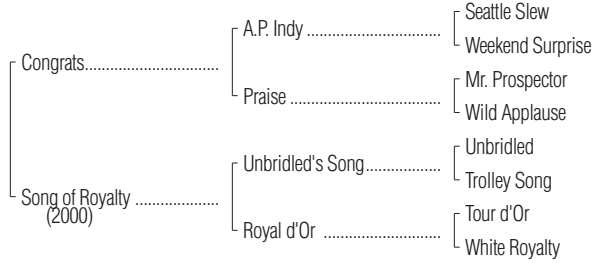 Seattle Slew
A.P. Indy
Weekend Surprise
Congrats
Mr. Prospector
Praise
Wild Applause
Unbridled
Unbridled's Song
Trolley Song
Song of Royalty
(2000)
Tour d'Or
Royal d'Or
White Royalty